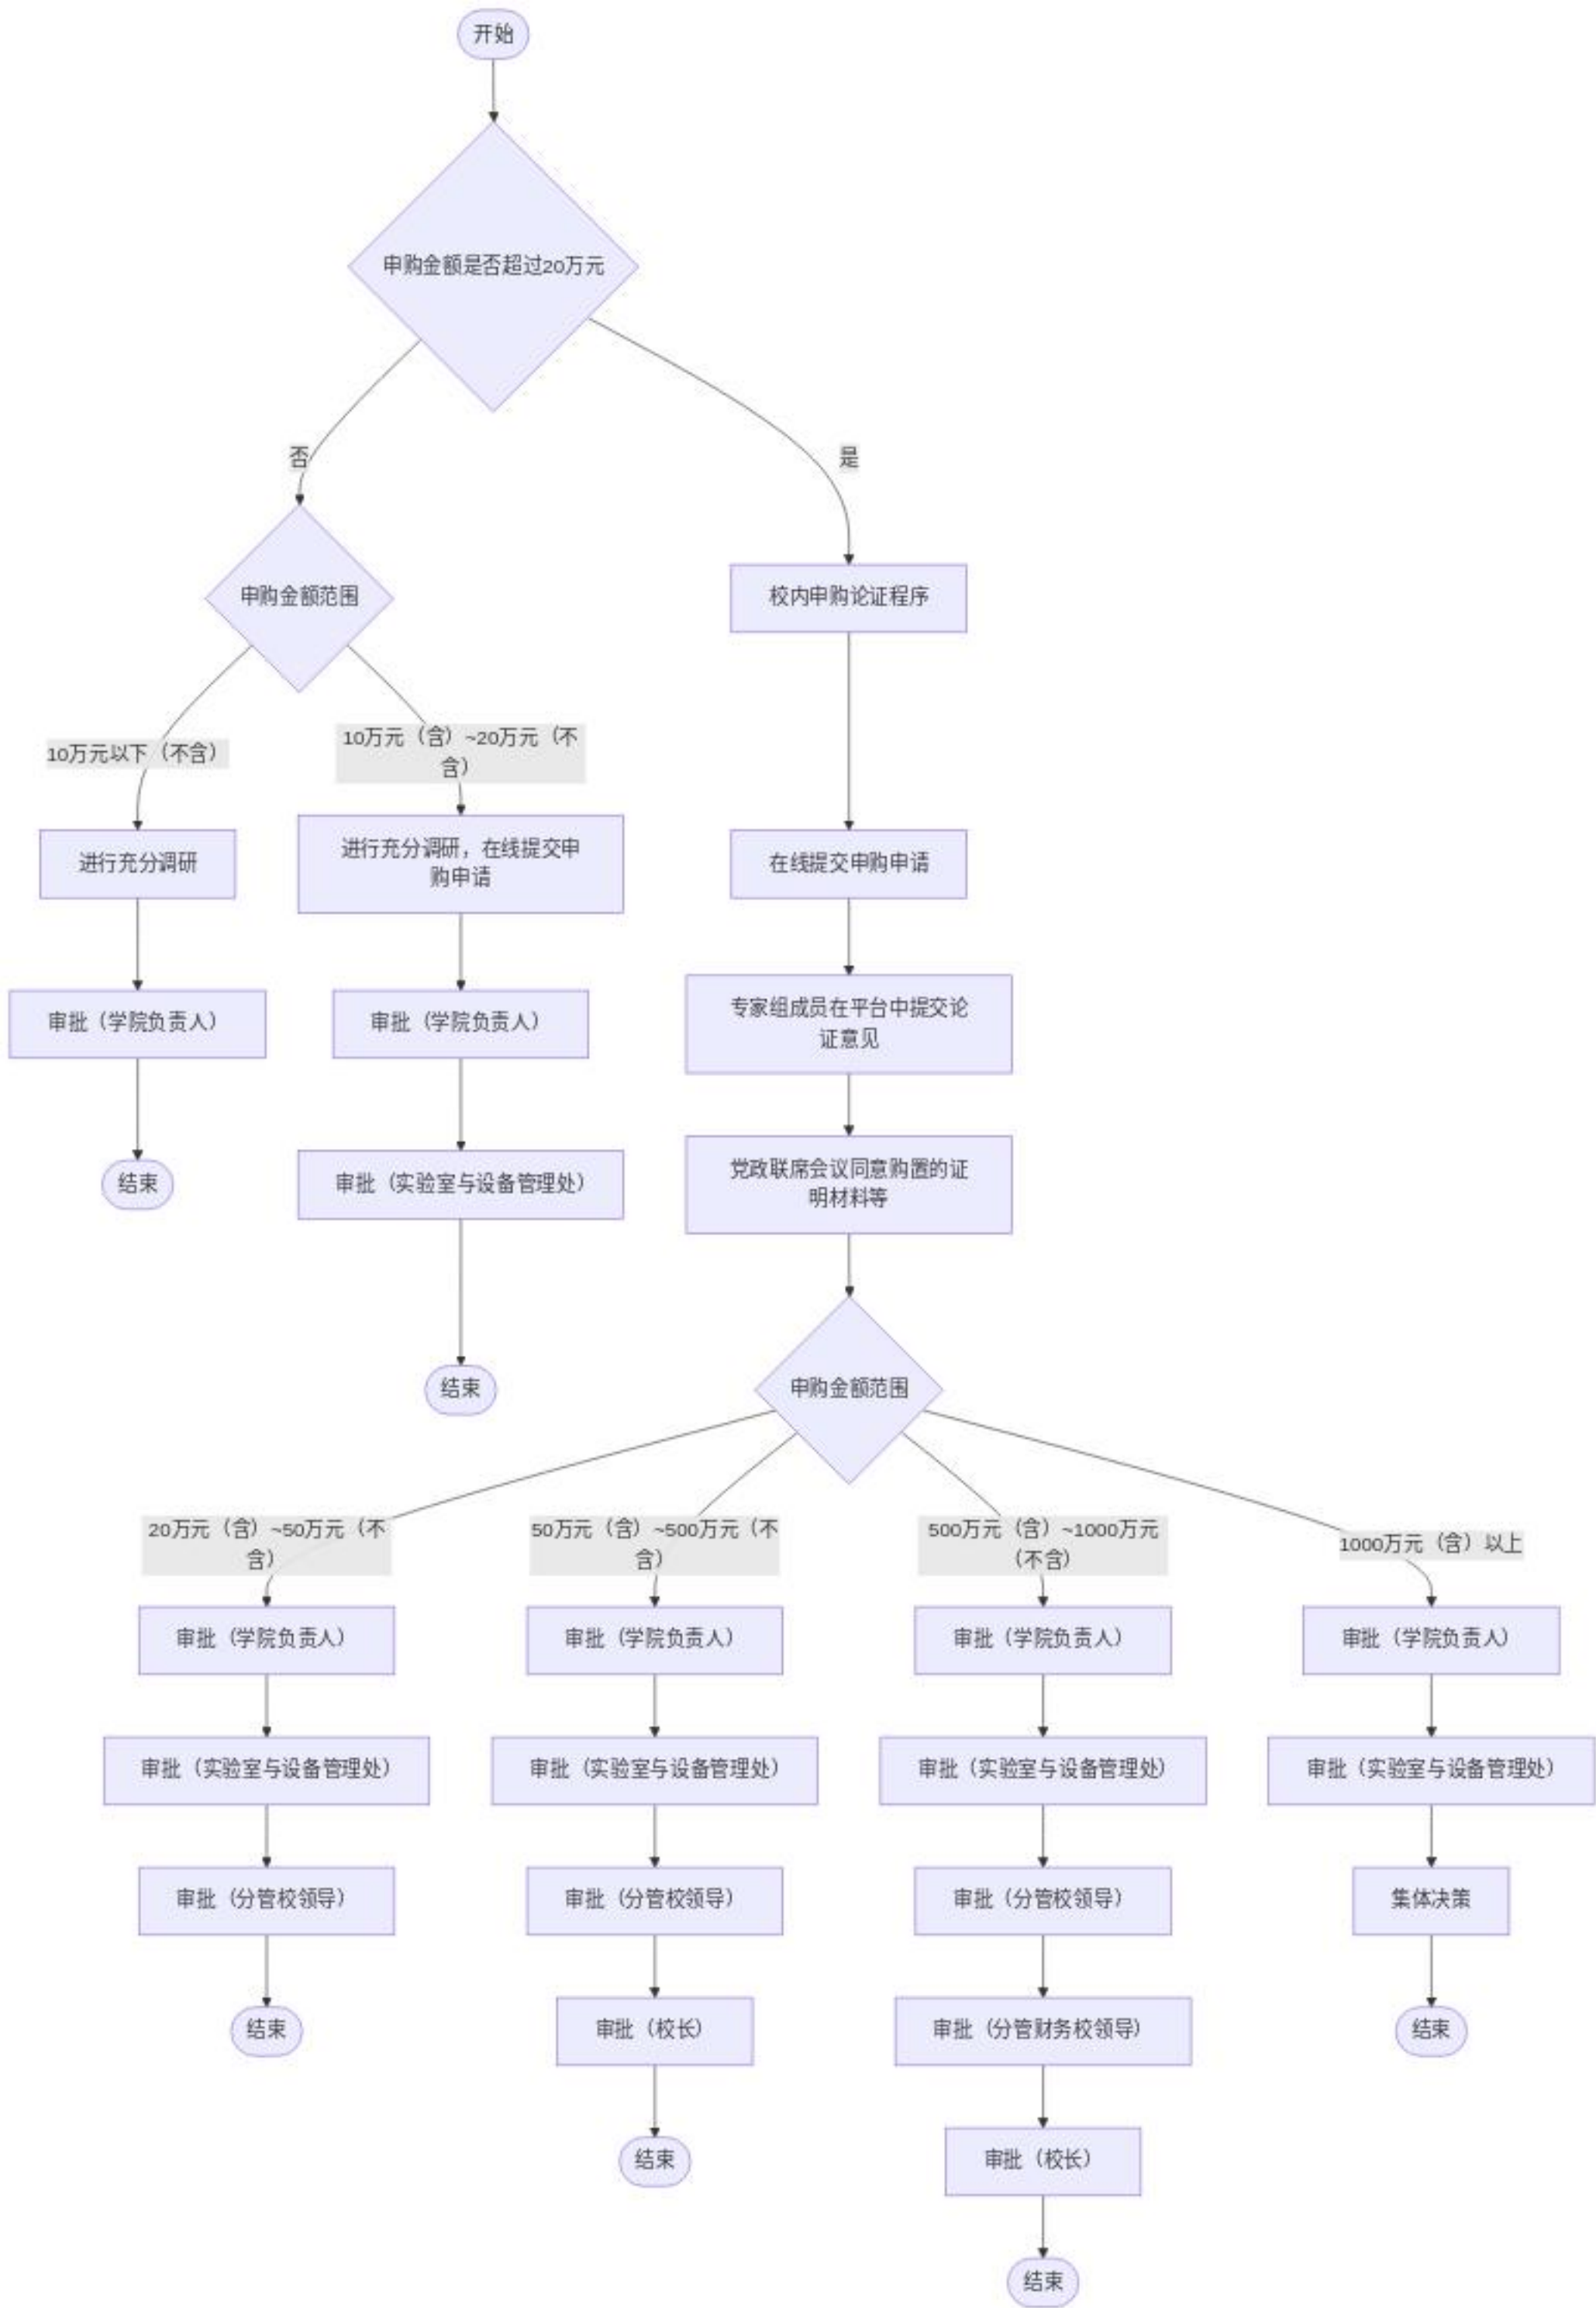 开始
申购金额是否超过20万元
否
是
申购金额范围
校内申购论证程序
10万元以下（不含）
10万元（含）~20万元（不
含）
进行充分调研
进行充分调研，在线提交申
购申请
在线提交申购申请
审批（学院负责人）
审批（学院负责人）
专家组成员在平台中提交论
证意见
结束
审批（实验室与设备管理处）
党政联席会议同意购置的证
明材料等
结束
申购金额范围
20万元（含）~50万元（不
含）
50万元（含）~500万元（不
含）
500万元（含）~1000万元
（不含）
1000万元（含）以上
审批（学院负责人）
审批（学院负责人）
审批（学院负责人）
审批（学院负责人）
审批（实验室与设备管理处）
审批（实验室与设备管理处）
审批（实验室与设备管理处）
审批（实验室与设备管理处）
审批（分管校领导）
审批（分管校领导）
审批（分管校领导）
集体决策
结束
审批（校长）
审批（分管财务校领导）
结束
结束
审批（校长）
结束